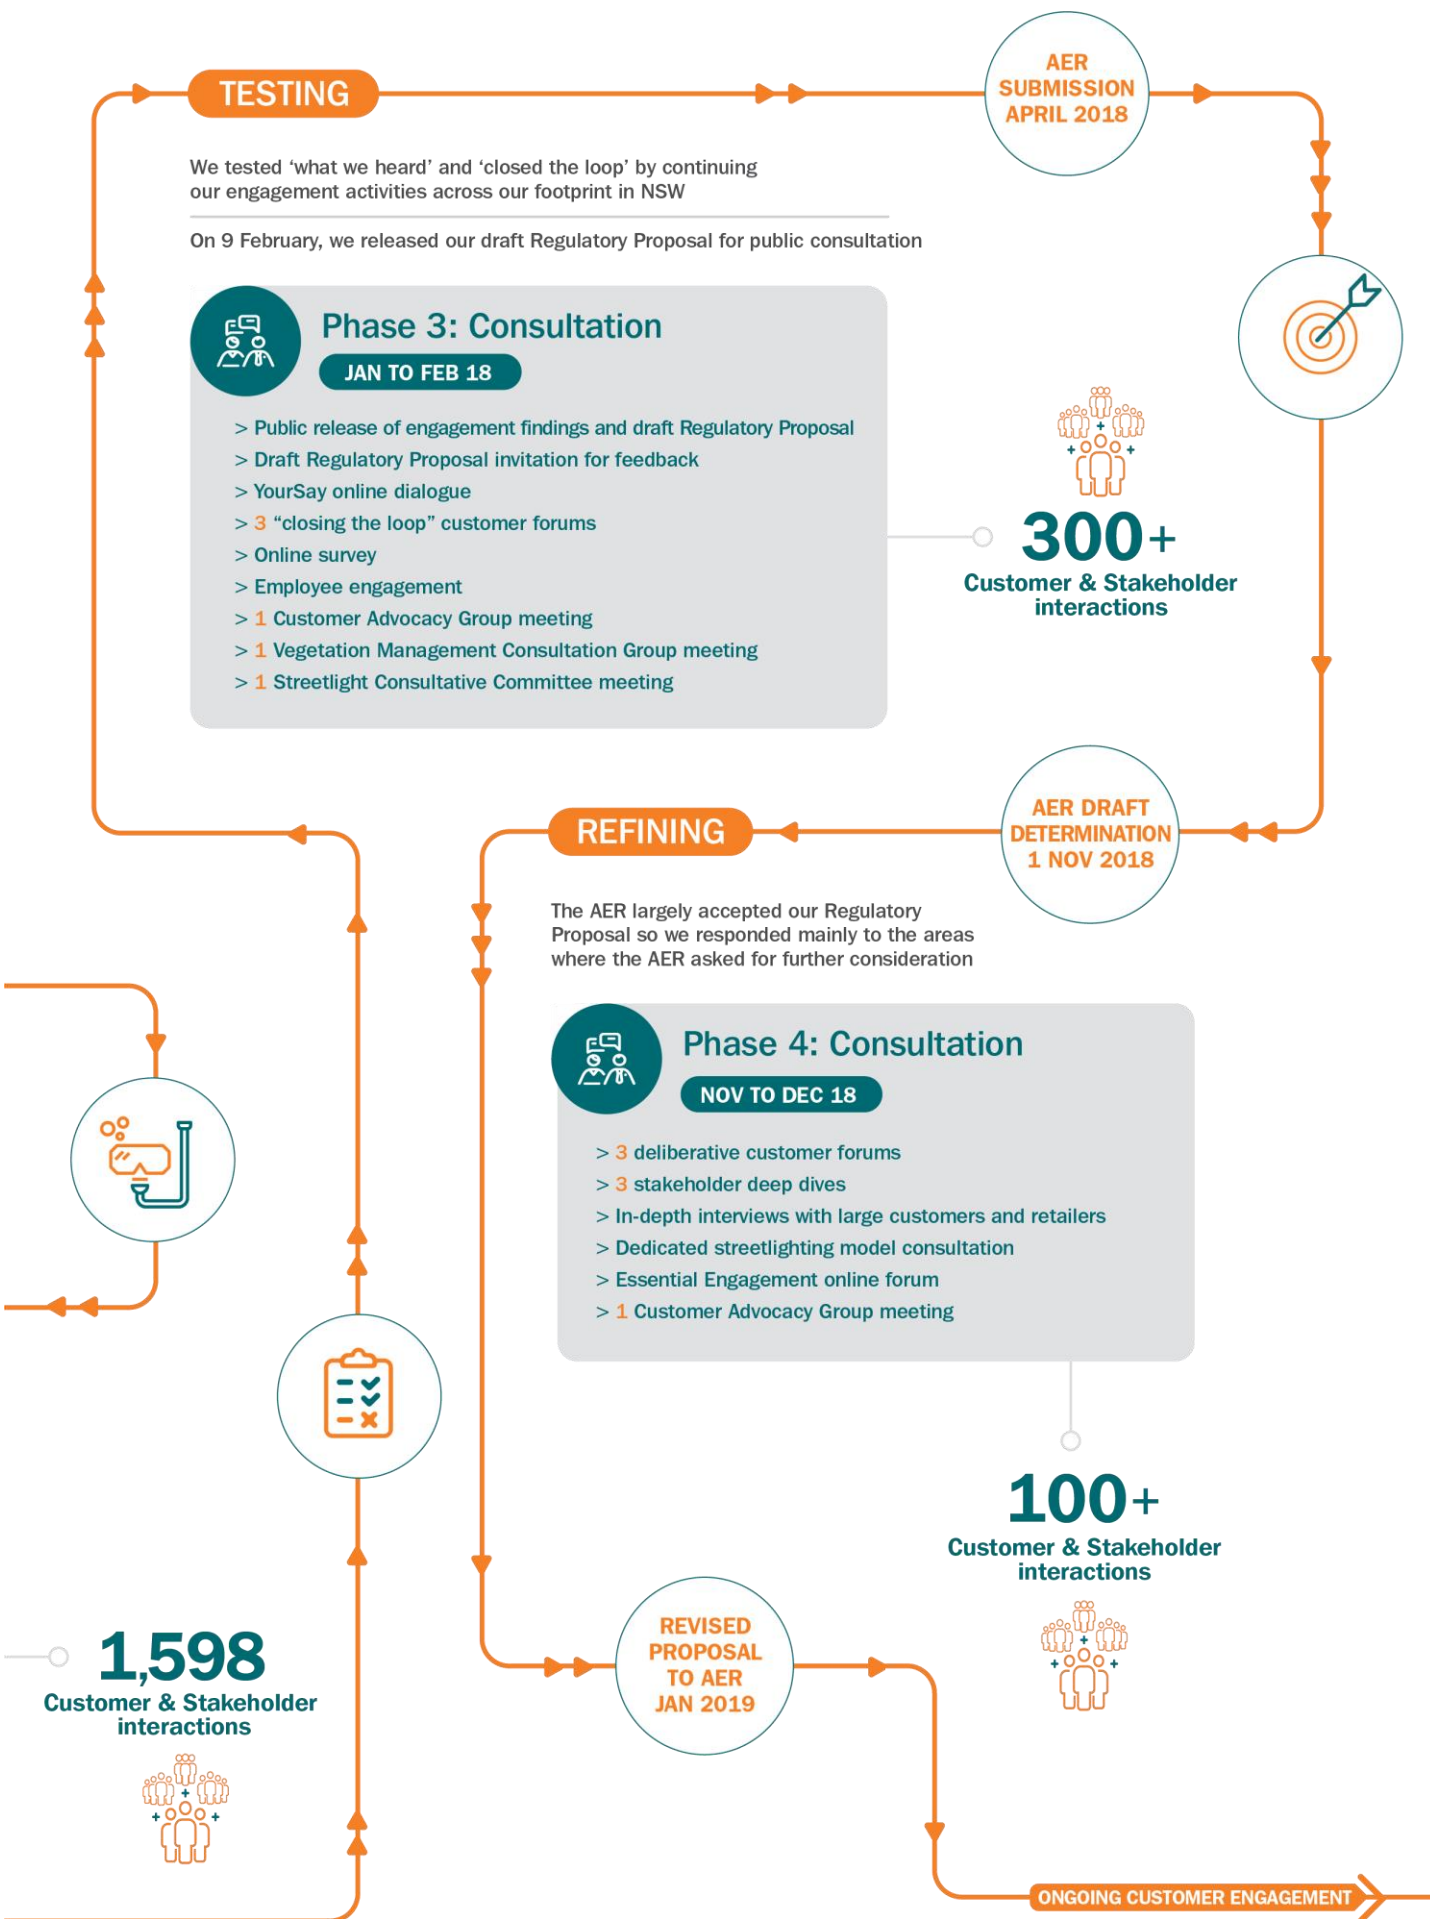 TESTING
AER
SUBMISSION
APRIL 2018
We tested ‘what we heard’ and ‘closed the loop’ by continuing
our engagement activities across our footprint in NSW
On 9 February, we released our draft Regulatory Proposal for public consultation
Phase 3: Consultation
JAN TO FEB 18
> Public release of engagement findings and draft Regulatory Proposal
> Draft Regulatory Proposal invitation for feedback
> YourSay online dialogue
> 3 “closing the loop” customer forums
> Online survey
> Employee engagement
> 1 Customer Advocacy Group meeting
> 1 Vegetation Management Consultation Group meeting
> 1 Streetlight Consultative Committee meeting
300+
Customer & Stakeholder
interactions
AER DRAFT
DETERMINATION
1 NOV 2018
REFINING
The AER largely accepted our Regulatory
Proposal so we responded mainly to the areas
where the AER asked for further consideration
Phase 4: Consultation
NOV TO DEC 18
> 3 deliberative customer forums
> 3 stakeholder deep dives
> In-depth interviews with large customers and retailers
> Dedicated streetlighting model consultation
> Essential Engagement online forum
> 1 Customer Advocacy Group meeting
100+
Customer & Stakeholder
interactions
1,598
Customer & Stakeholder
interactions
REVISED
PROPOSAL
TO AER
JAN 2019
ONGOING CUSTOMER ENGAGEMENT